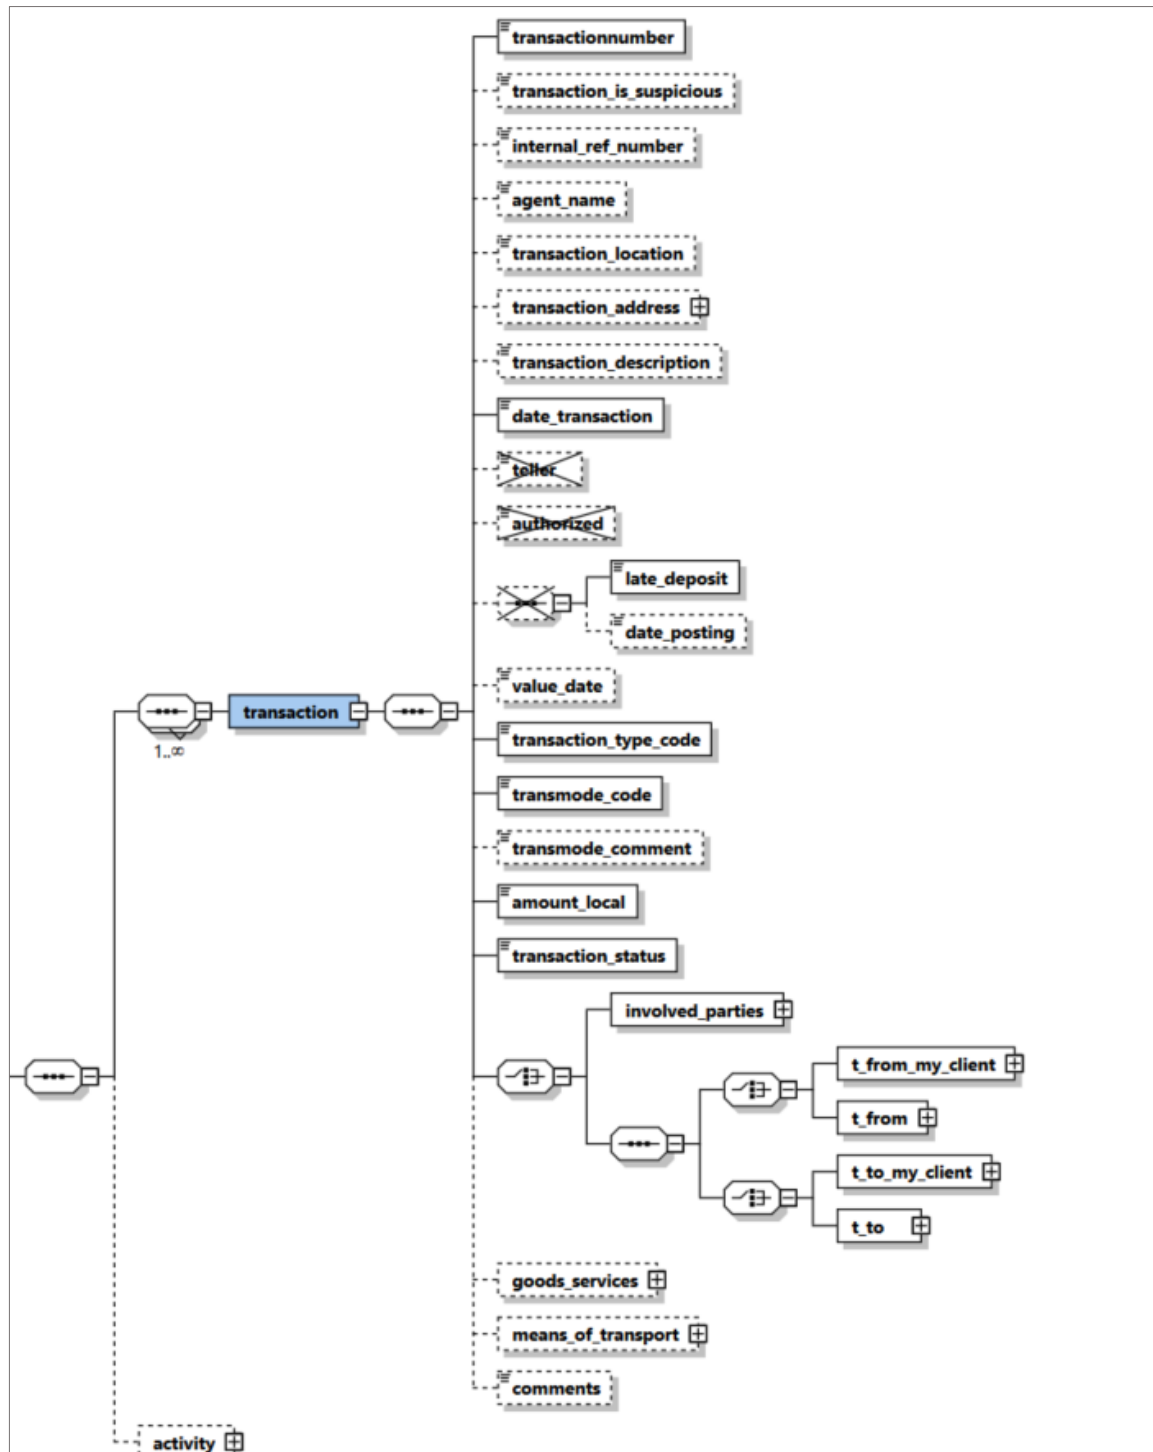 transactionnumber
transaction_is_suspicious
internal_ref_number
agent_name
transaction_location
transaction_address
transaction_description
date_transaction
teller
authorized
late_deposit
date_posting
value_date
transaction
1..∞
transaction_type_code
transmode_code
transmode_comment
amount_local
transaction_status
involved_parties
t_from_my_client
t_from
t_to_my_client
t_to
goods_services
means_of_transport
comments
activity